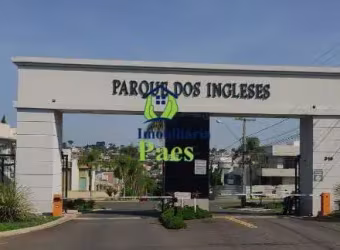 PARQUE DOS INGLESES
Imobiliária
Paes